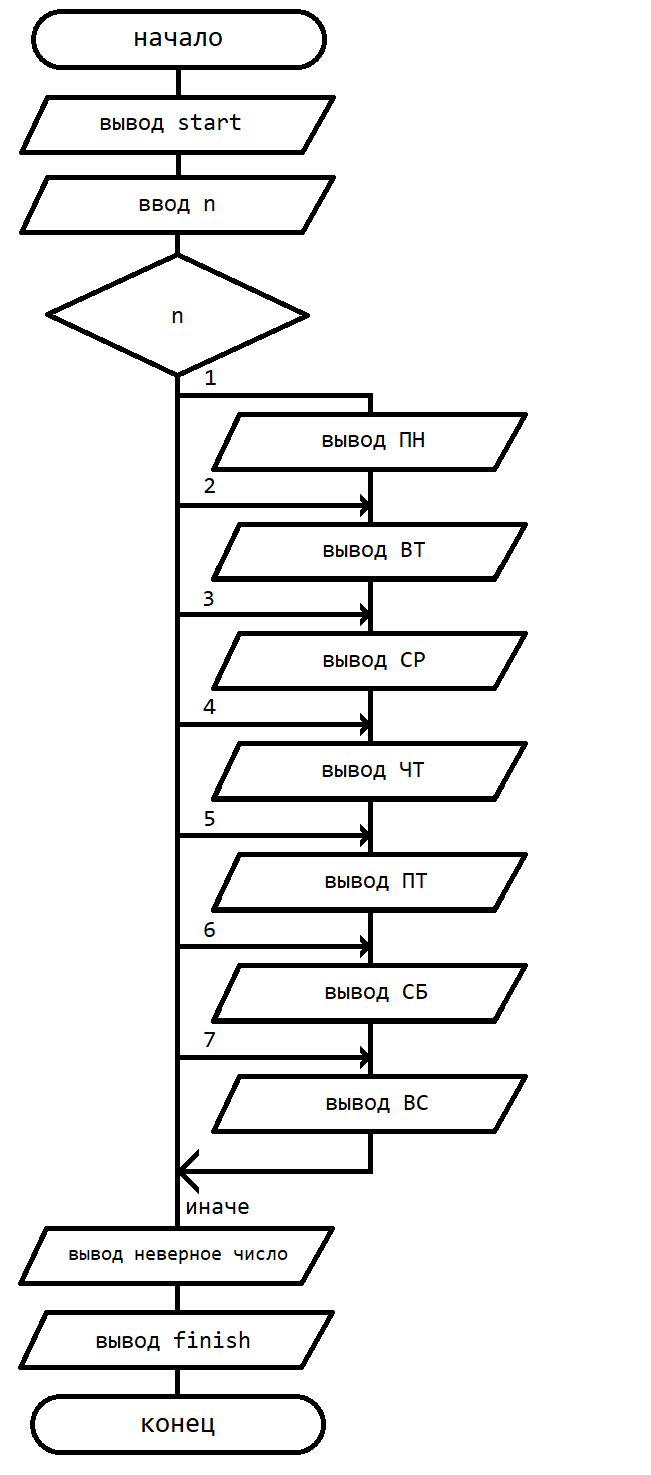 начало
вывод start
ввод n
n
1
вывод ПН
2
вывод ВТ
3
вывод СР
4
вывод ЧТ
5
вывод ПТ
6
вывод СБ
7
вывод ВС
иначе
вывод неверное число
вывод finish
конец